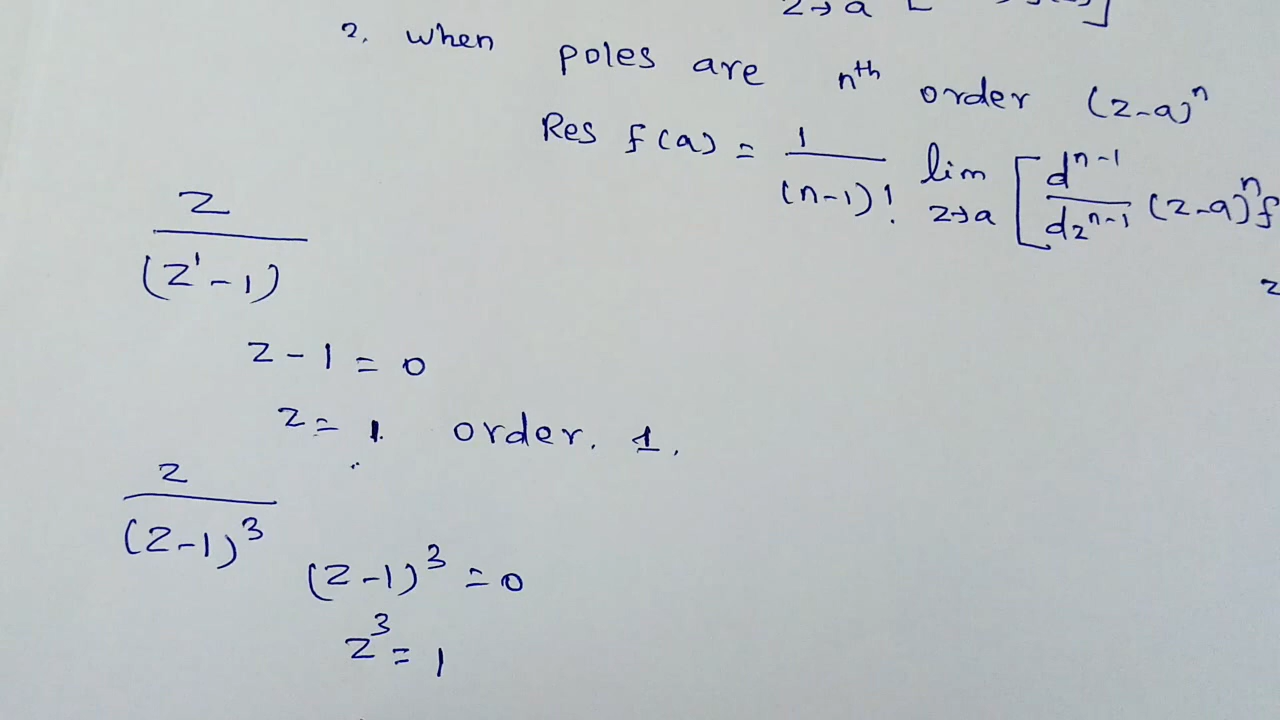 z→a [
2. when poles are nth order (z-a)^n
Res f(a) = 1/(n-1)! lim z→a [d^n-1/dz^n-1 (z-a)^n f
z
z/(z'-1)
z-1 = 0
z = 1. order. 1.
z/(z-1)^3
(z-1)^3 = 0
z^3 = 1